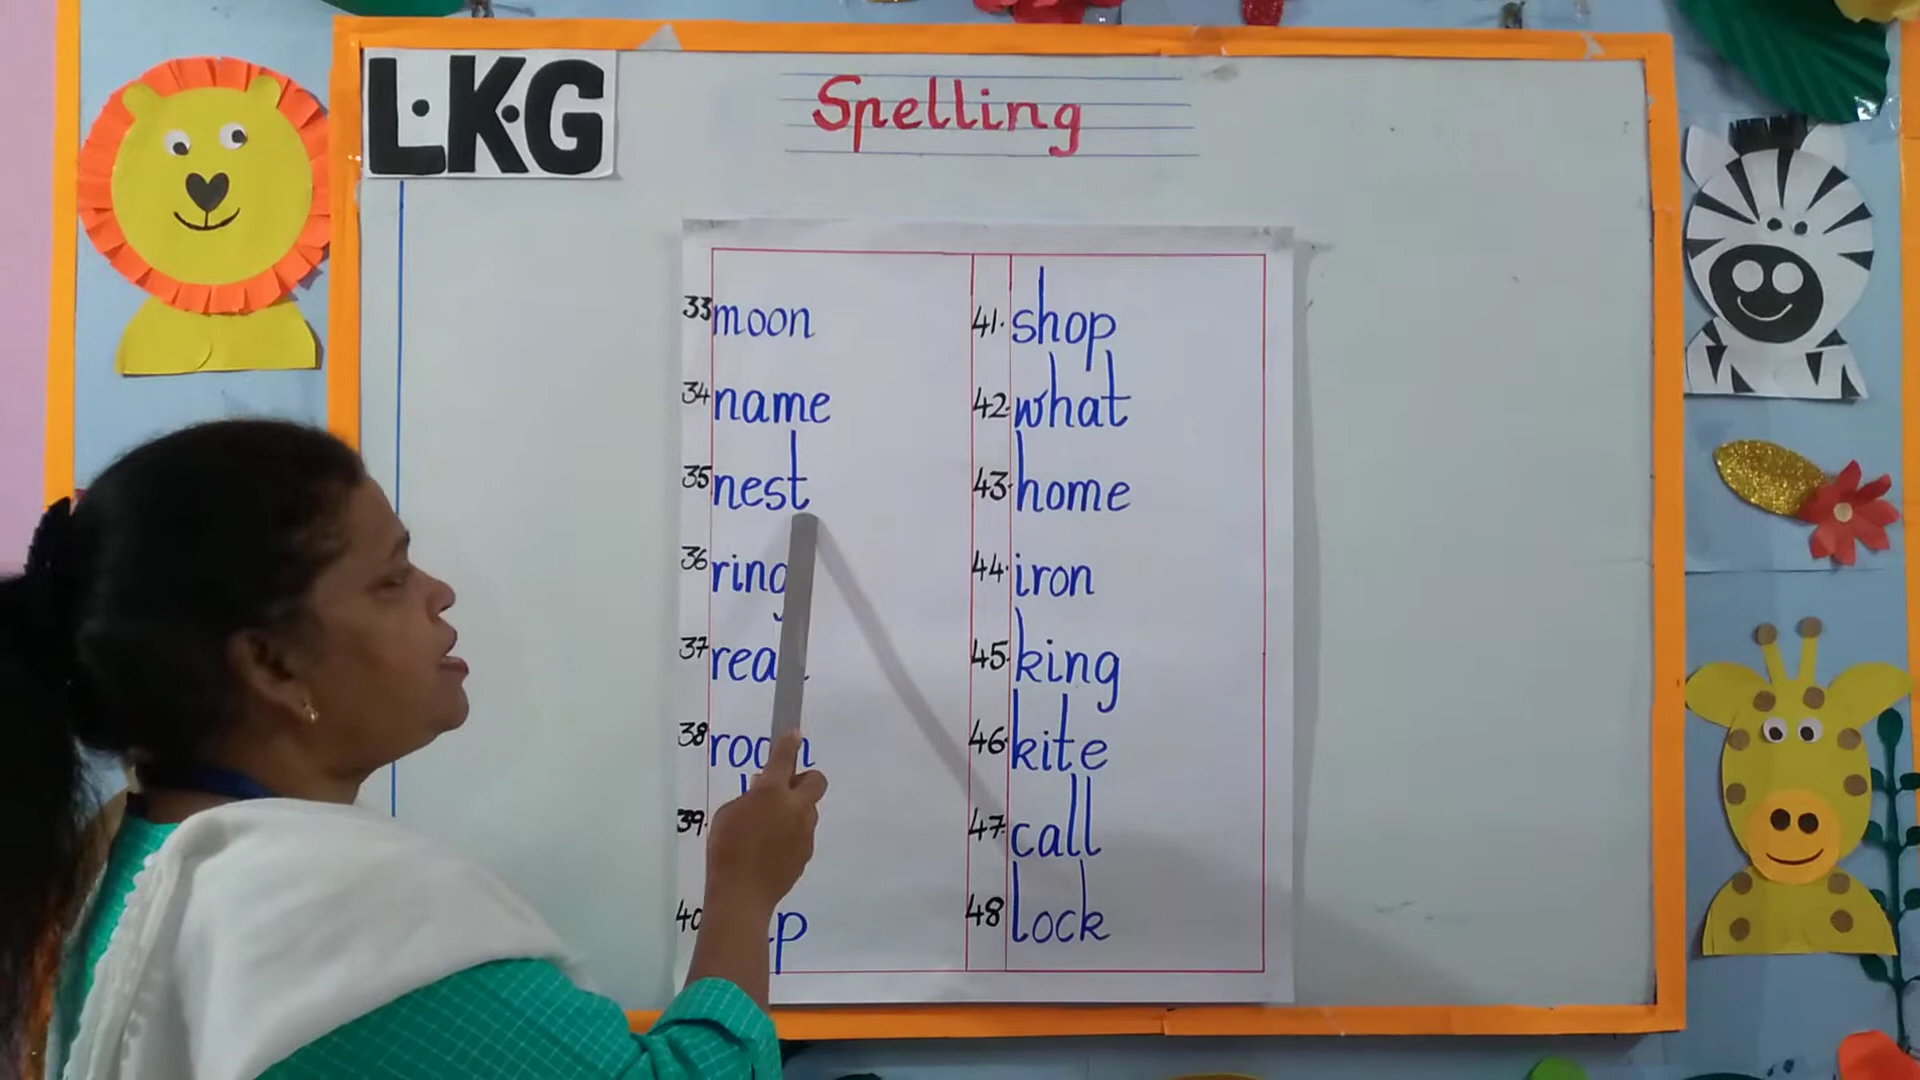 L.K.G
Spelling
33 moon
34 name
35 nest
36 ring
37
38 room
39.
40
41. shop
42. what
43. home
44. iron
45. king
46. kite
47. call
48 lock